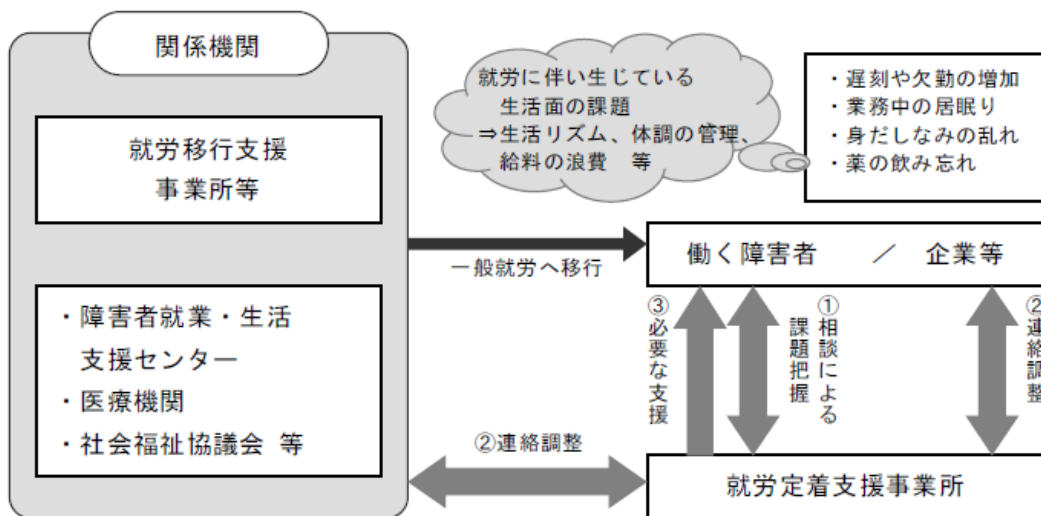 関係機関
就労移行支援
事業所等
・障害者就業・生活
支援センター
・医療機関
・社会福祉協議会 等
就労に伴い生じている
生活面の課題
⇒生活リズム、体調の管理、
給料の浪費 等
・遅刻や欠勤の増加
・業務中の居眠り
・身だしなみの乱れ
・薬の飲み忘れ
一般就労へ移行
働く障害者 / 企業等
③必要な支援
①相談による
課題把握
②連絡調整
②連絡調整
就労定着支援事業所